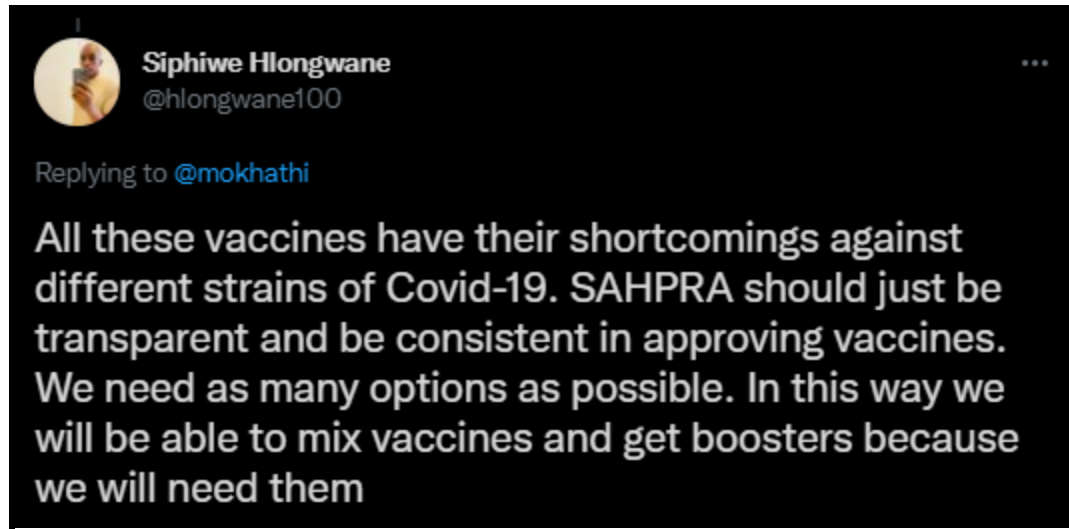 Siphiwe Hlongwane
@hlongwane100
Replying to @mokhathi
All these vaccines have their shortcomings against
different strains of Covid-19. SAHPRA should just be
transparent and be consistent in approving vaccines.
We need as many options as possible. In this way we
will be able to mix vaccines and get boosters because
we will need them